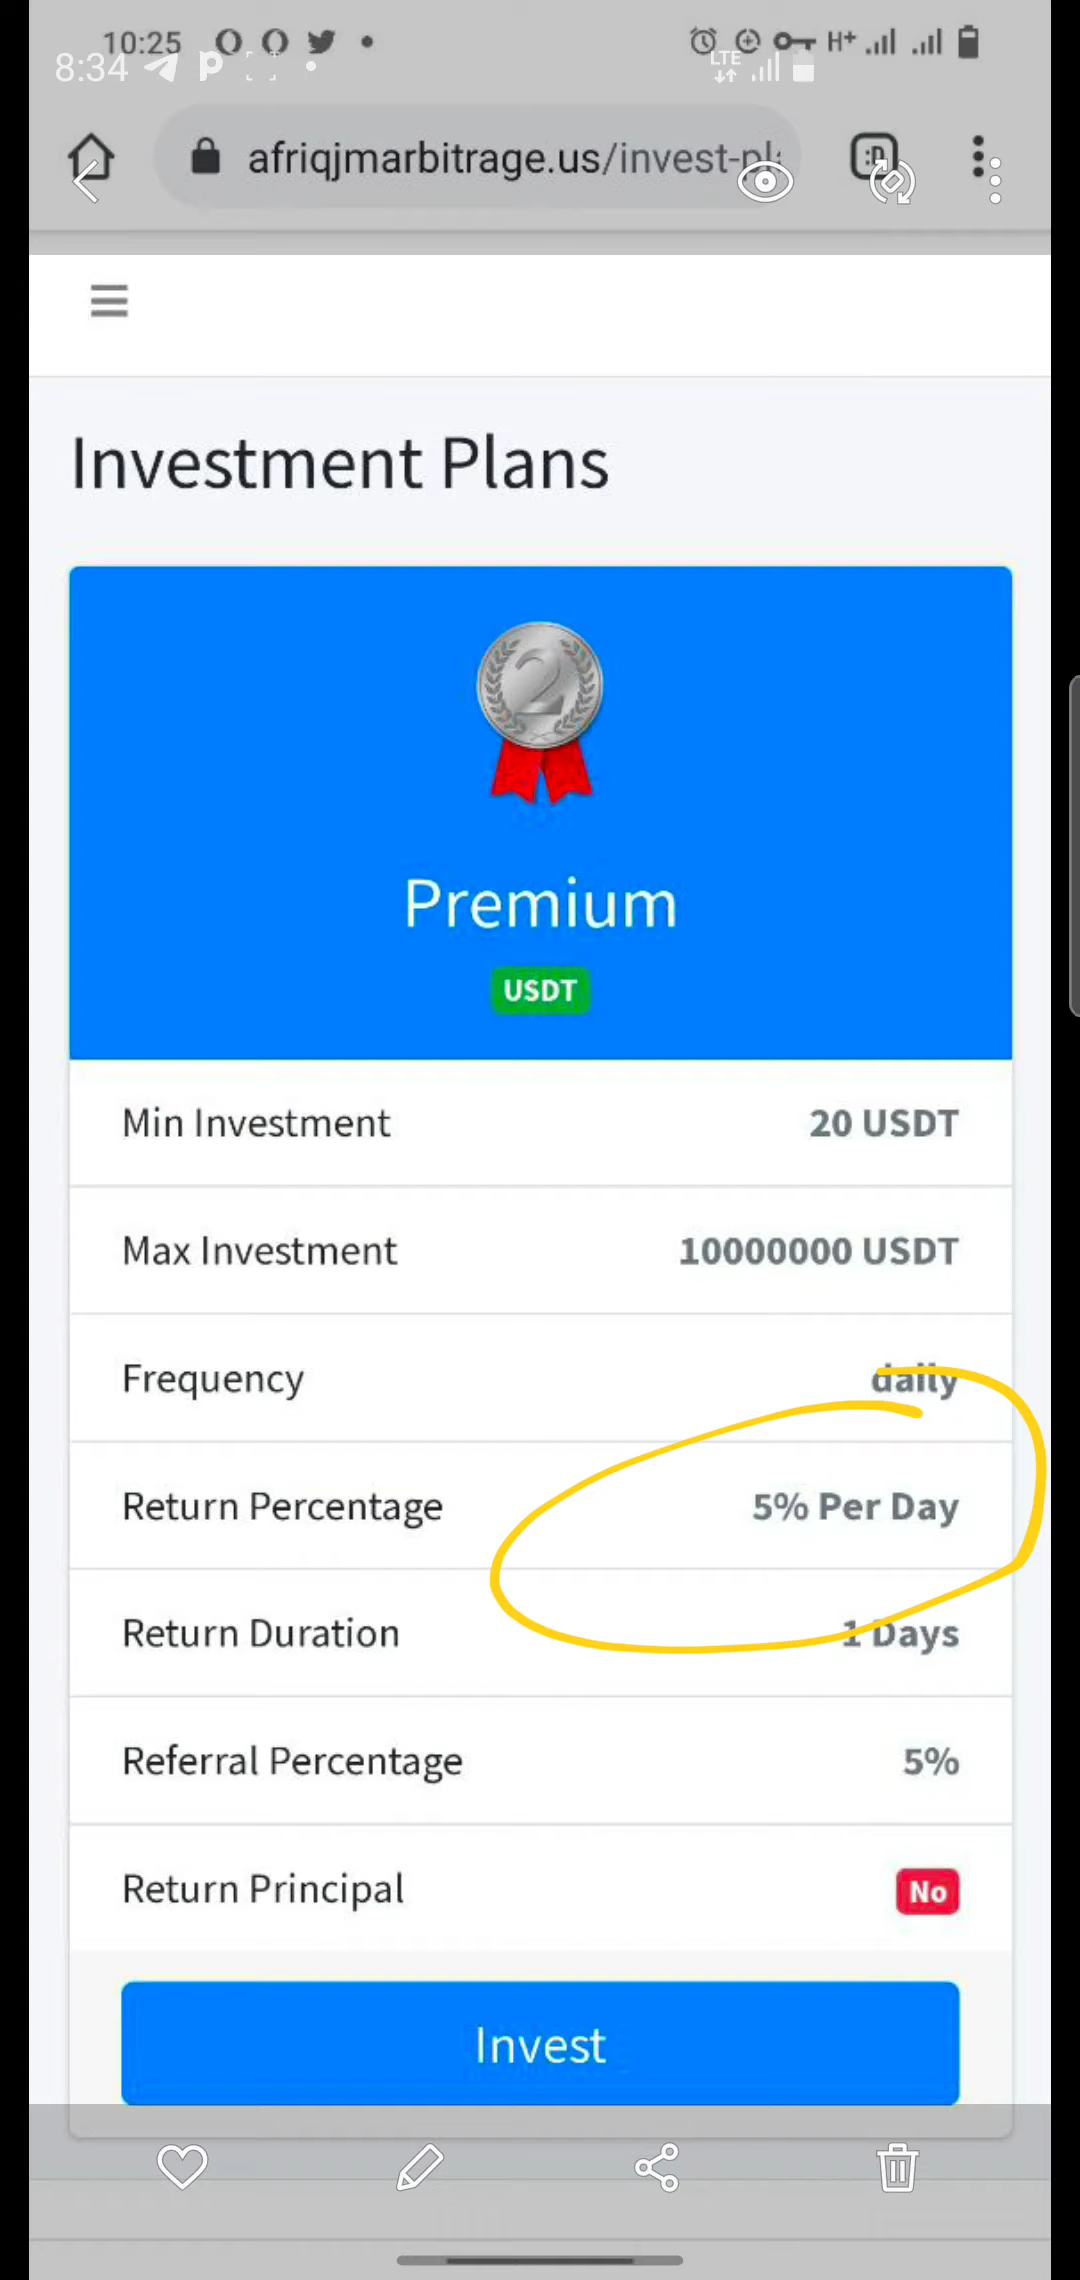 10:25
H+
8:34
LTE
afriqjmarbitrage.us/invest-pl
:D
Investment Plans
2
Premium
USDT
Min Investment 20 USDT
Max Investment 10000000 USDT
Frequency daily
Return Percentage 5% Per Day
Return Duration 1 Days
Referral Percentage 5%
Return Principal No
Invest